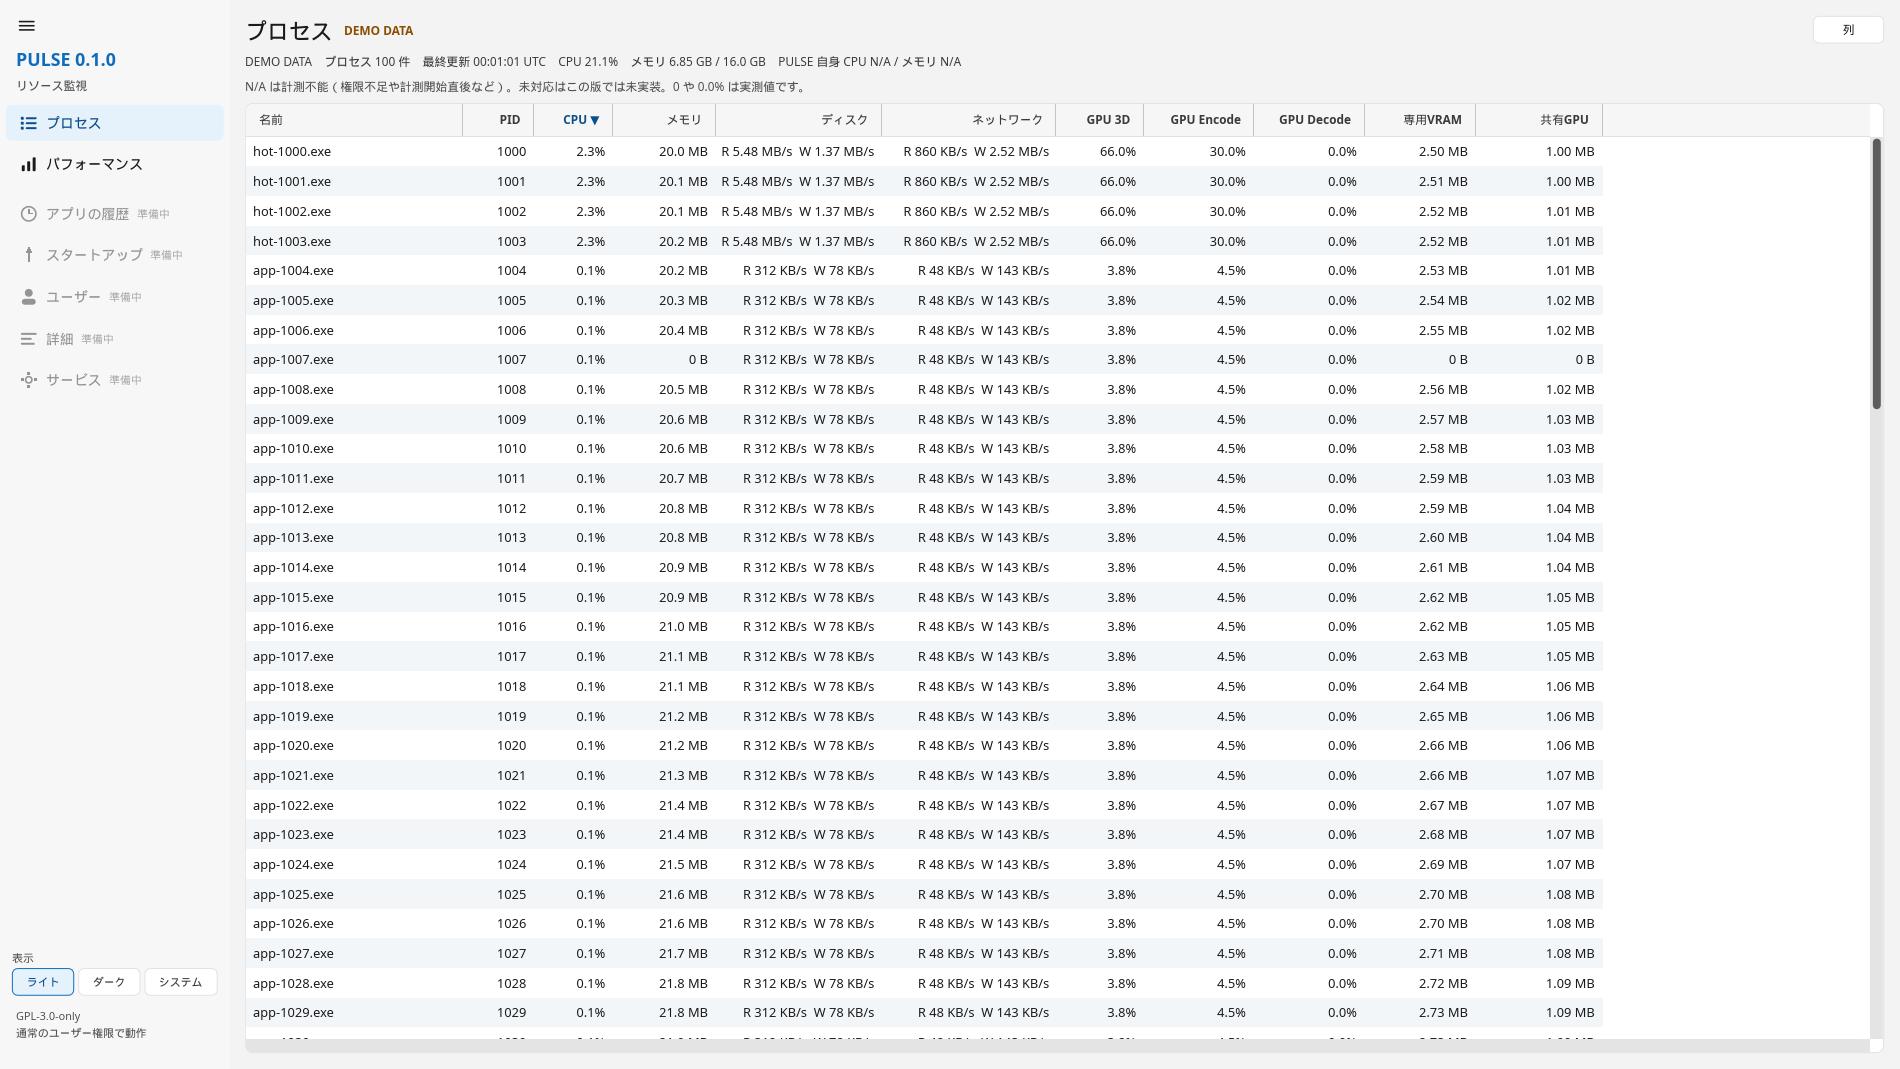 PULSE 0.1.0
リソース監視
プロセス
パフォーマンス
アプリの履歴 準備中
スタートアップ 準備中
ユーザー 準備中
詳細 準備中
サービス 準備中
表示
ライト ダーク システム
GPL-3.0-only
通常のユーザー権限で動作
プロセス DEMO DATA
列
DEMO DATA プロセス 100 件 最終更新 00:01:01 UTC CPU 21.1% メモリ 6.85 GB / 16.0 GB PULSE 自身 CPU N/A / メモリ N/A
N/A は計測不能（権限不足や計測開始直後など）。未対応はこの版では未実装。0 や 0.0% は実測値です。
名前 PID CPU▼ メモリ ディスク ネットワーク GPU 3D GPU Encode GPU Decode 専用VRAM 共有GPU
hot-1000.exe 1000 2.3% 20.0 MB R 5.48 MB/s W 1.37 MB/s R 860 KB/s W 2.52 MB/s 66.0% 30.0% 0.0% 2.50 MB 1.00 MB
hot-1001.exe 1001 2.3% 20.1 MB R 5.48 MB/s W 1.37 MB/s R 860 KB/s W 2.52 MB/s 66.0% 30.0% 0.0% 2.51 MB 1.00 MB
hot-1002.exe 1002 2.3% 20.1 MB R 5.48 MB/s W 1.37 MB/s R 860 KB/s W 2.52 MB/s 66.0% 30.0% 0.0% 2.52 MB 1.01 MB
hot-1003.exe 1003 2.3% 20.2 MB R 5.48 MB/s W 1.37 MB/s R 860 KB/s W 2.52 MB/s 66.0% 30.0% 0.0% 2.52 MB 1.01 MB
app-1004.exe 1004 0.1% 20.2 MB R 312 KB/s W 78 KB/s R 48 KB/s W 143 KB/s 3.8% 4.5% 0.0% 2.53 MB 1.01 MB
app-1005.exe 1005 0.1% 20.3 MB R 312 KB/s W 78 KB/s R 48 KB/s W 143 KB/s 3.8% 4.5% 0.0% 2.54 MB 1.02 MB
app-1006.exe 1006 0.1% 20.4 MB R 312 KB/s W 78 KB/s R 48 KB/s W 143 KB/s 3.8% 4.5% 0.0% 2.55 MB 1.02 MB
app-1007.exe 1007 0.1% 0 B R 312 KB/s W 78 KB/s R 48 KB/s W 143 KB/s 3.8% 4.5% 0.0% 0 B 0 B
app-1008.exe 1008 0.1% 20.5 MB R 312 KB/s W 78 KB/s R 48 KB/s W 143 KB/s 3.8% 4.5% 0.0% 2.56 MB 1.02 MB
app-1009.exe 1009 0.1% 20.6 MB R 312 KB/s W 78 KB/s R 48 KB/s W 143 KB/s 3.8% 4.5% 0.0% 2.57 MB 1.03 MB
app-1010.exe 1010 0.1% 20.6 MB R 312 KB/s W 78 KB/s R 48 KB/s W 143 KB/s 3.8% 4.5% 0.0% 2.58 MB 1.03 MB
app-1011.exe 1011 0.1% 20.7 MB R 312 KB/s W 78 KB/s R 48 KB/s W 143 KB/s 3.8% 4.5% 0.0% 2.59 MB 1.03 MB
app-1012.exe 1012 0.1% 20.8 MB R 312 KB/s W 78 KB/s R 48 KB/s W 143 KB/s 3.8% 4.5% 0.0% 2.59 MB 1.04 MB
app-1013.exe 1013 0.1% 20.8 MB R 312 KB/s W 78 KB/s R 48 KB/s W 143 KB/s 3.8% 4.5% 0.0% 2.60 MB 1.04 MB
app-1014.exe 1014 0.1% 20.9 MB R 312 KB/s W 78 KB/s R 48 KB/s W 143 KB/s 3.8% 4.5% 0.0% 2.61 MB 1.04 MB
app-1015.exe 1015 0.1% 20.9 MB R 312 KB/s W 78 KB/s R 48 KB/s W 143 KB/s 3.8% 4.5% 0.0% 2.62 MB 1.05 MB
app-1016.exe 1016 0.1% 21.0 MB R 312 KB/s W 78 KB/s R 48 KB/s W 143 KB/s 3.8% 4.5% 0.0% 2.62 MB 1.05 MB
app-1017.exe 1017 0.1% 21.1 MB R 312 KB/s W 78 KB/s R 48 KB/s W 143 KB/s 3.8% 4.5% 0.0% 2.63 MB 1.05 MB
app-1018.exe 1018 0.1% 21.1 MB R 312 KB/s W 78 KB/s R 48 KB/s W 143 KB/s 3.8% 4.5% 0.0% 2.64 MB 1.06 MB
app-1019.exe 1019 0.1% 21.2 MB R 312 KB/s W 78 KB/s R 48 KB/s W 143 KB/s 3.8% 4.5% 0.0% 2.65 MB 1.06 MB
app-1020.exe 1020 0.1% 21.2 MB R 312 KB/s W 78 KB/s R 48 KB/s W 143 KB/s 3.8% 4.5% 0.0% 2.66 MB 1.06 MB
app-1021.exe 1021 0.1% 21.3 MB R 312 KB/s W 78 KB/s R 48 KB/s W 143 KB/s 3.8% 4.5% 0.0% 2.66 MB 1.07 MB
app-1022.exe 1022 0.1% 21.4 MB R 312 KB/s W 78 KB/s R 48 KB/s W 143 KB/s 3.8% 4.5% 0.0% 2.67 MB 1.07 MB
app-1023.exe 1023 0.1% 21.4 MB R 312 KB/s W 78 KB/s R 48 KB/s W 143 KB/s 3.8% 4.5% 0.0% 2.68 MB 1.07 MB
app-1024.exe 1024 0.1% 21.5 MB R 312 KB/s W 78 KB/s R 48 KB/s W 143 KB/s 3.8% 4.5% 0.0% 2.69 MB 1.07 MB
app-1025.exe 1025 0.1% 21.6 MB R 312 KB/s W 78 KB/s R 48 KB/s W 143 KB/s 3.8% 4.5% 0.0% 2.70 MB 1.08 MB
app-1026.exe 1026 0.1% 21.6 MB R 312 KB/s W 78 KB/s R 48 KB/s W 143 KB/s 3.8% 4.5% 0.0% 2.70 MB 1.08 MB
app-1027.exe 1027 0.1% 21.7 MB R 312 KB/s W 78 KB/s R 48 KB/s W 143 KB/s 3.8% 4.5% 0.0% 2.71 MB 1.08 MB
app-1028.exe 1028 0.1% 21.8 MB R 312 KB/s W 78 KB/s R 48 KB/s W 143 KB/s 3.8% 4.5% 0.0% 2.72 MB 1.09 MB
app-1029.exe 1029 0.1% 21.8 MB R 312 KB/s W 78 KB/s R 48 KB/s W 143 KB/s 3.8% 4.5% 0.0% 2.73 MB 1.09 MB